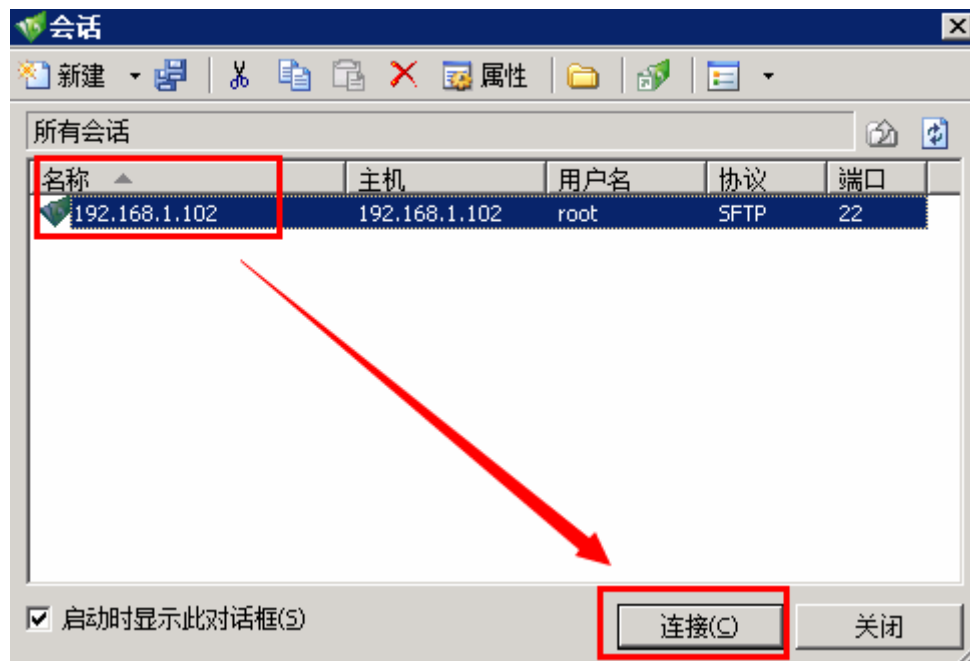 会话
新建 属性
所有会话
名称 主机 用户名 协议 端口
192.168.1.102 192.168.1.102 root SFTP 22
启动时显示此对话框(S) 连接(C) 关闭